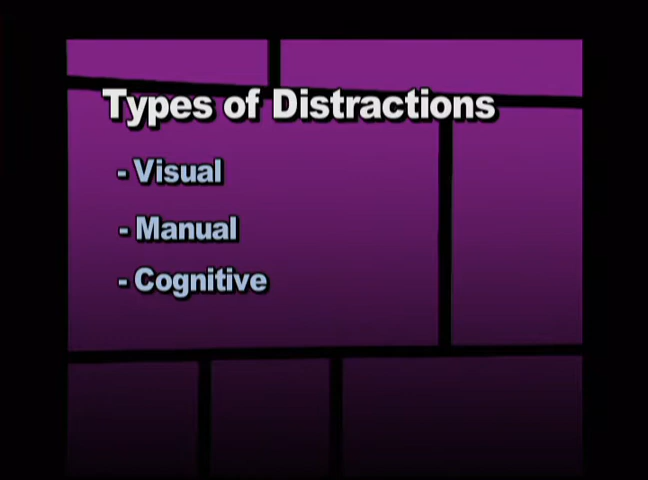 Types of Distractions
- Visual
- Manual
- Cognitive